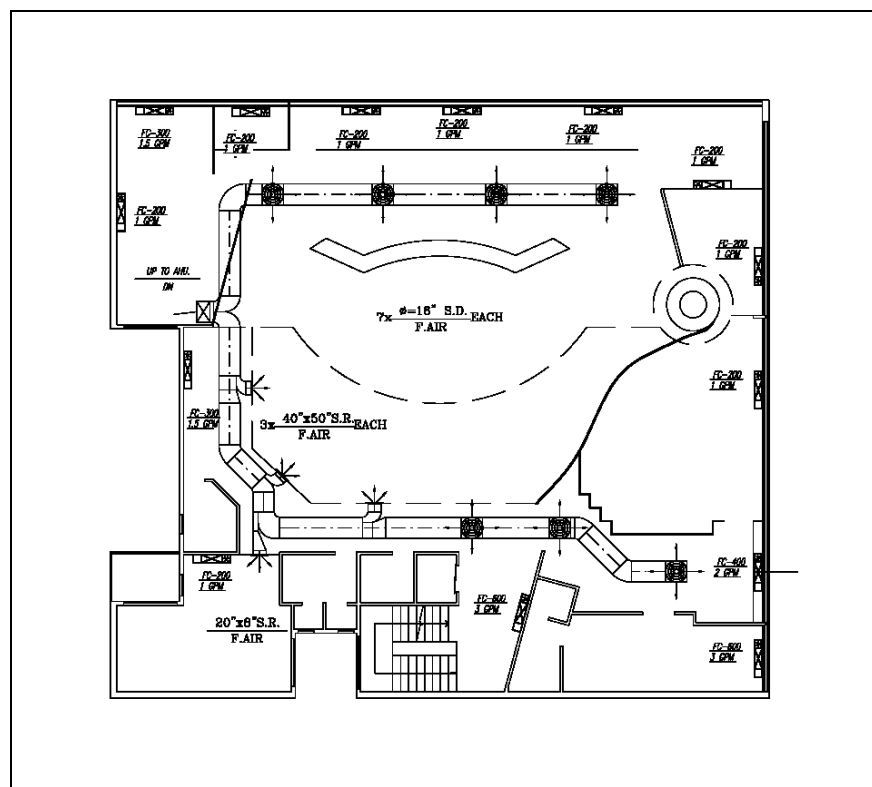 FC-300
1.5 GPM
FC-200
1 GPM
FC-200
1 GPM
FC-200
1 GPM
FC-200
1 GPM
FC-200
1 GPM
FC-200
1 GPM
UP TO AHU.
DN
FC-200
1 GPM
7x ø=16" S.D. EACH
F.AIR
FC-200
1 GPM
FC-300
1.5 GPM
3x 40"x50"S.R. EACH
F.AIR
FC-200
1 GPM
FC-400
2 GPM
FC-600
3 GPM
20"x6"S.R.
F.AIR
FC-600
3 GPM